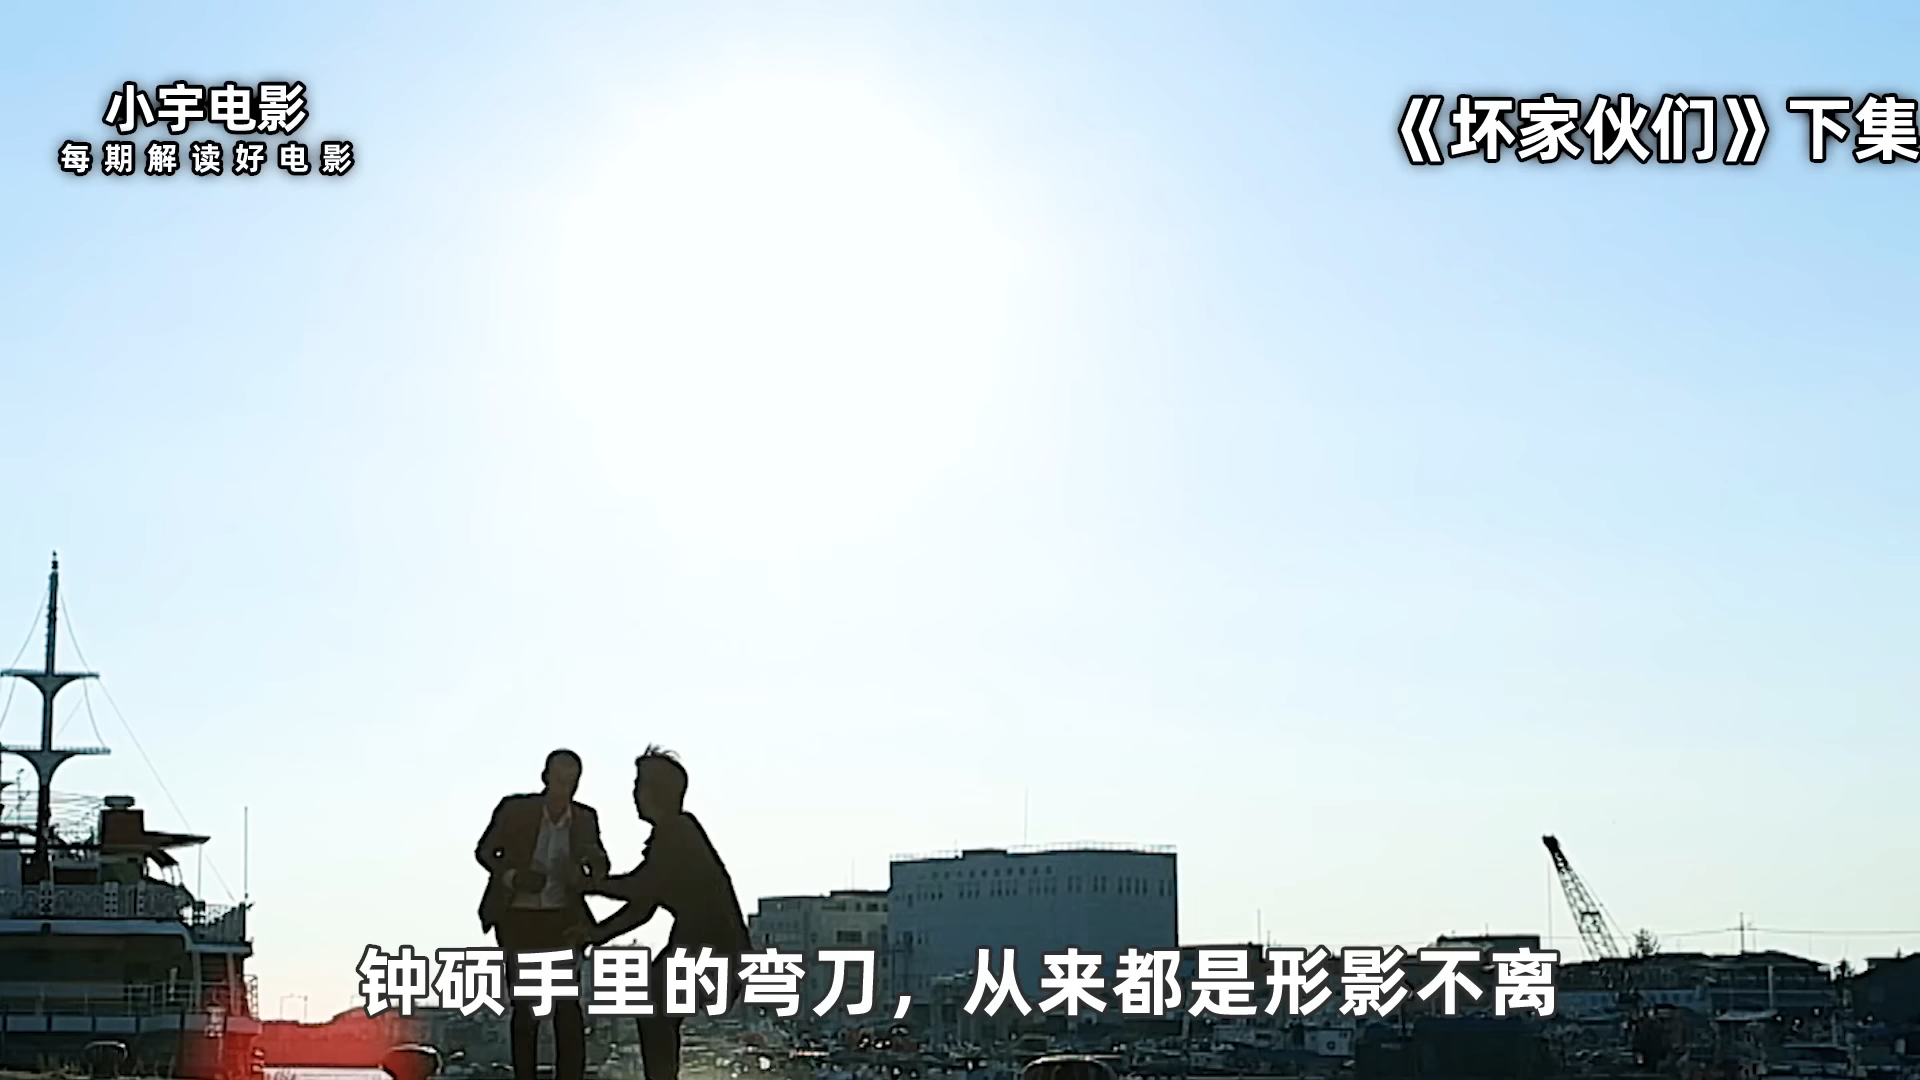 小宇电影
每期解读好电影
《坏家伙们》下集
钟硕手里的弯刀，从来都是形影不离